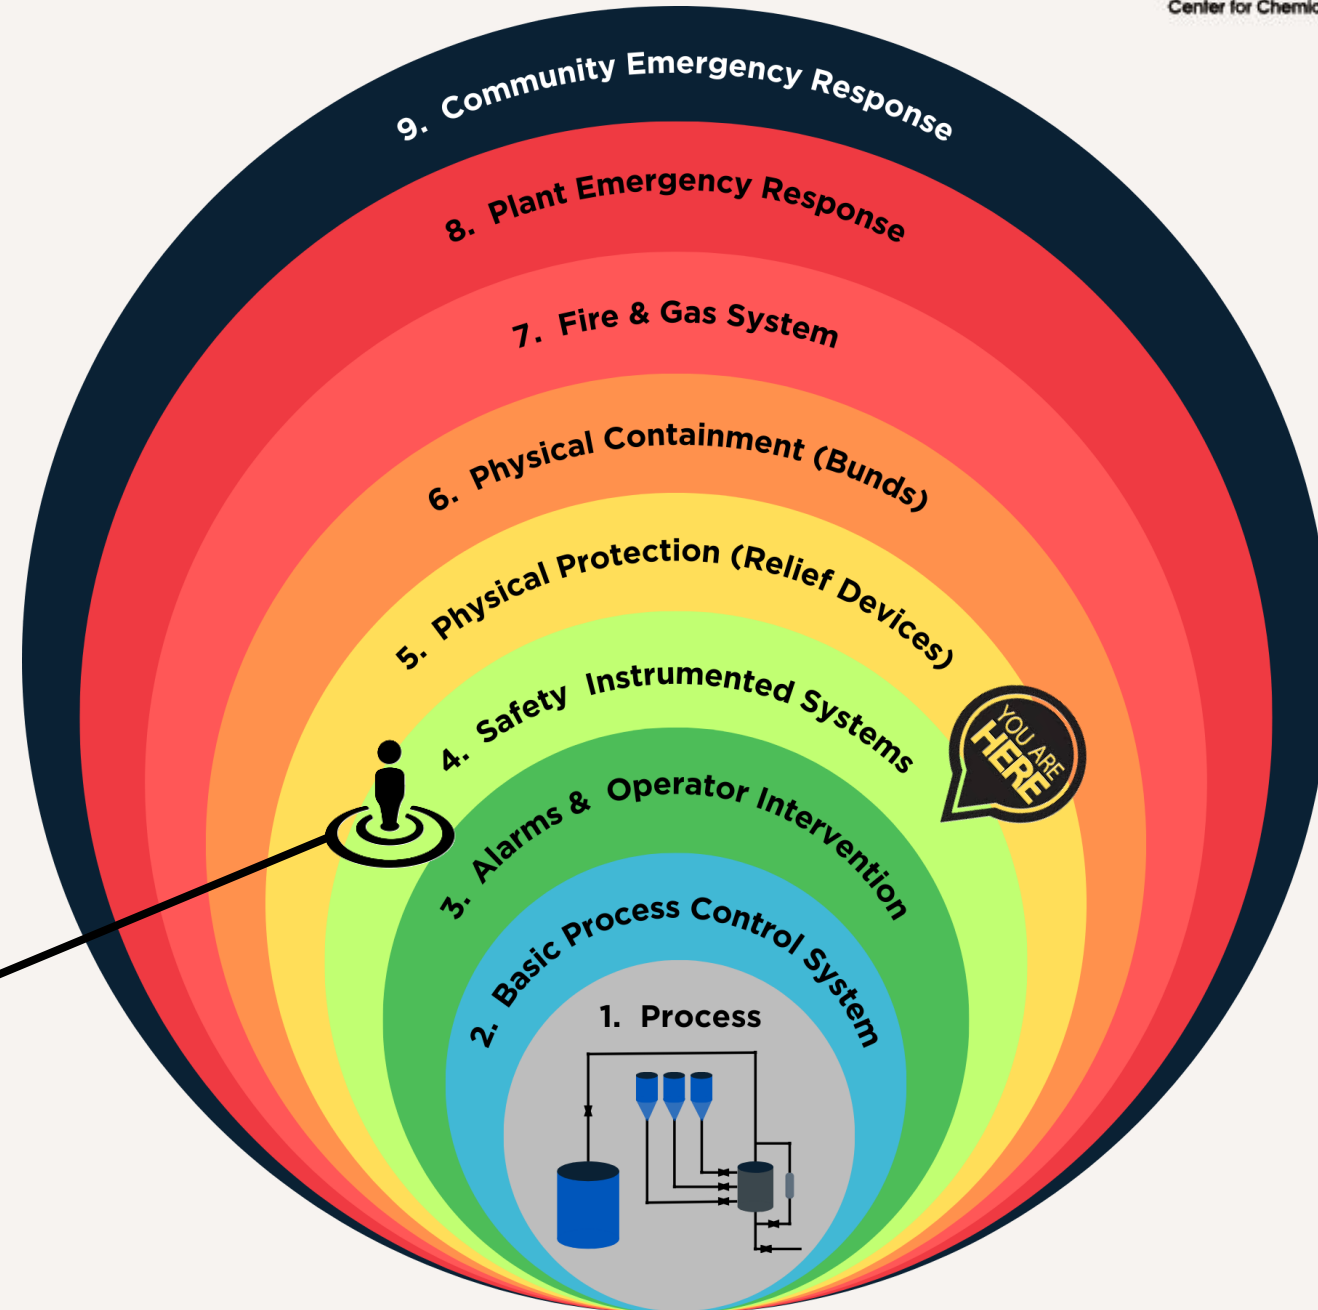 Center for Chemic
9. Community Emergency Response
8. Plant Emergency Response
7. Fire & Gas System
6. Physical Containment (Bunds)
5. Physical Protection (Relief Devices)
4. Safety Instrumented Systems
YOU ARE
HERE
3. Alarms & Operator Intervention
2. Basic Process Control System
1. Process